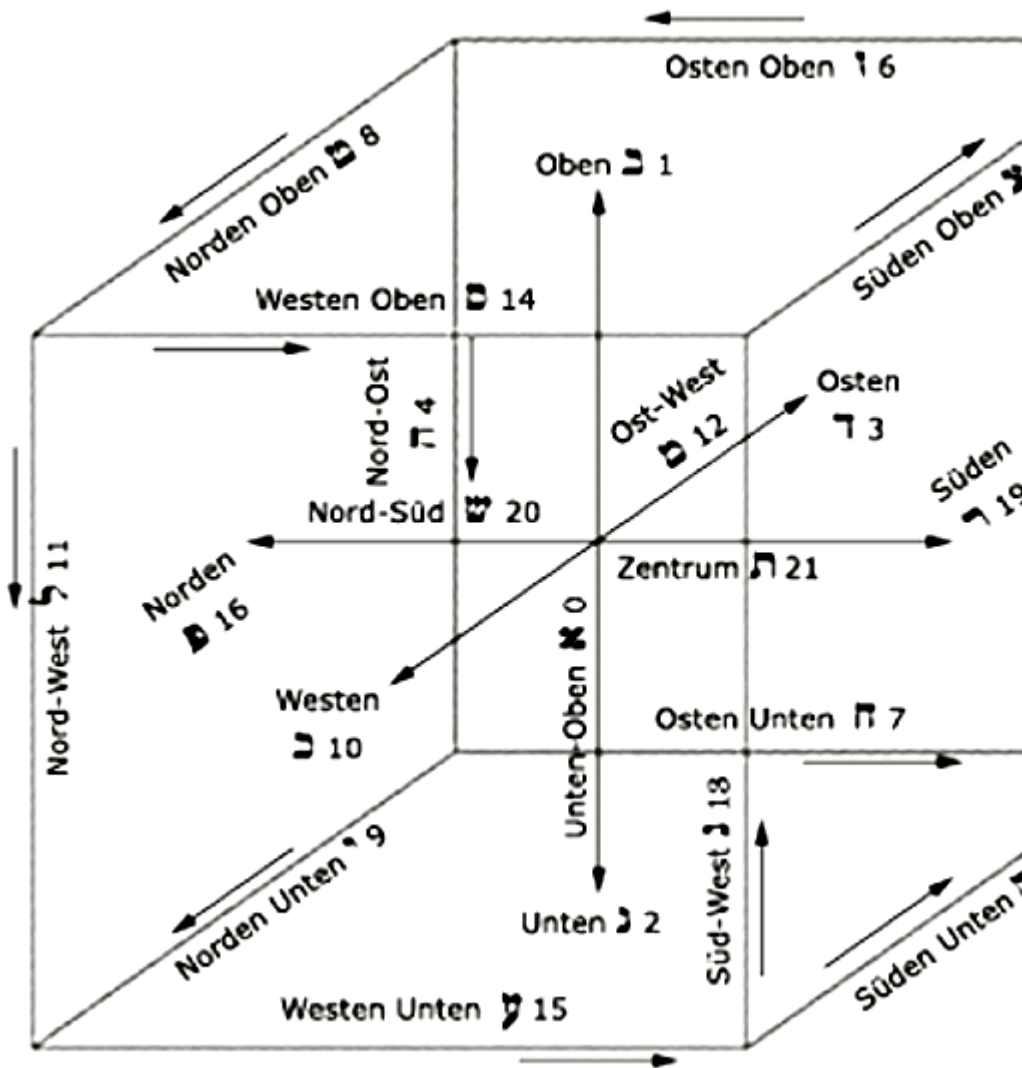 Osten Oben ו 6
Norden Oben ט 8
Oben ב 1
Süden Oben צ
Westen Oben ס 14
Nord-Ost
ה 4
Ost-West
מ 12
Osten
ד 3
Süden
ר 19
Nord-Süd ש 20
Zentrum ת 21
Norden
פ 16
Nord-West ל 11
Unten-Oben א 0
Westen
כ 10
Osten Unten ח 7
Norden Unten י 9
Unten ג 2
Süd-West נ 18
Süden Unten
Westen Unten ע 15